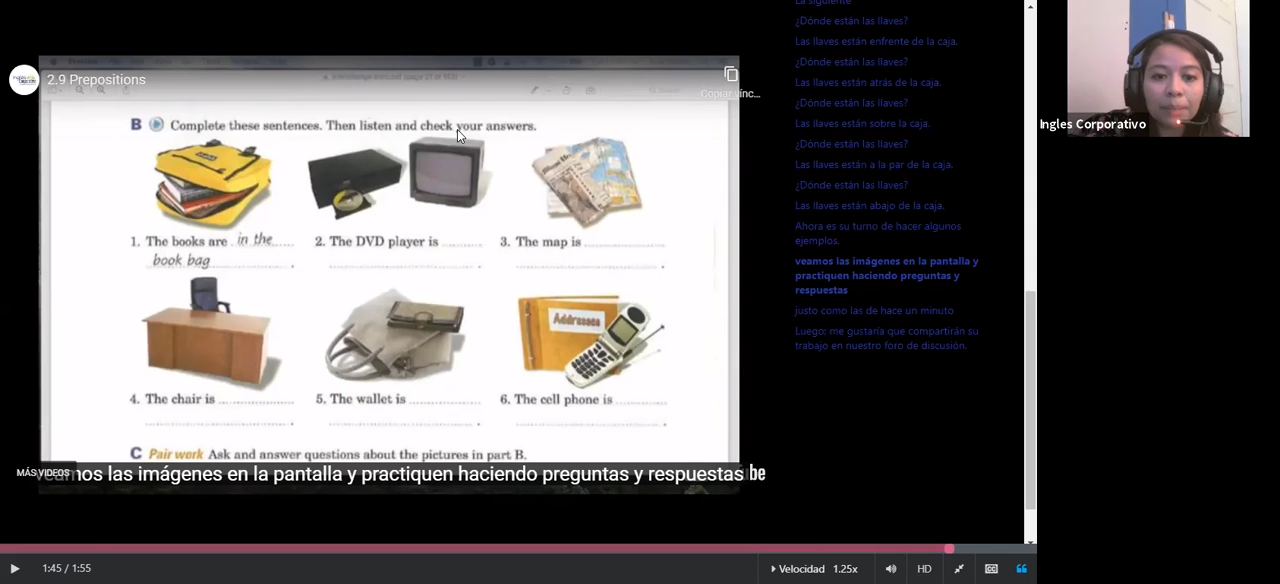 2.9 Prepositions
Copiar vínc...
B Complete these sentences. Then listen and check your answers.
1. The books are in the
book bag.
2. The DVD player is
3. The map is
Addresses
4. The chair is
5. The wallet is
6. The cell phone is
C Pair work Ask and answer questions about the pictures in part B.
MÁS VIDEOS
veamos las imágenes en la pantalla y practiquen haciendo preguntas y respuestas
1:45 / 1:55
Velocidad 1.25x
HD
CC
La siguiente
¿Dónde están las llaves?
Las llaves están enfrente de la caja.
¿Dónde están las llaves?
Las llaves están atrás de la caja.
¿Dónde están las llaves?
Las llaves están sobre la caja.
¿Dónde están las llaves?
Las llaves están a la par de la caja.
¿Dónde están las llaves?
Las llaves están abajo de la caja.
Ahora es su turno de hacer algunos
ejemplos.
veamos las imágenes en la pantalla y
practiquen haciendo preguntas y
respuestas
justo como las de hace un minuto
Luego; me gustaría que compartirán su
trabajo en nuestro foro de discusión.
Ingles Corporativo